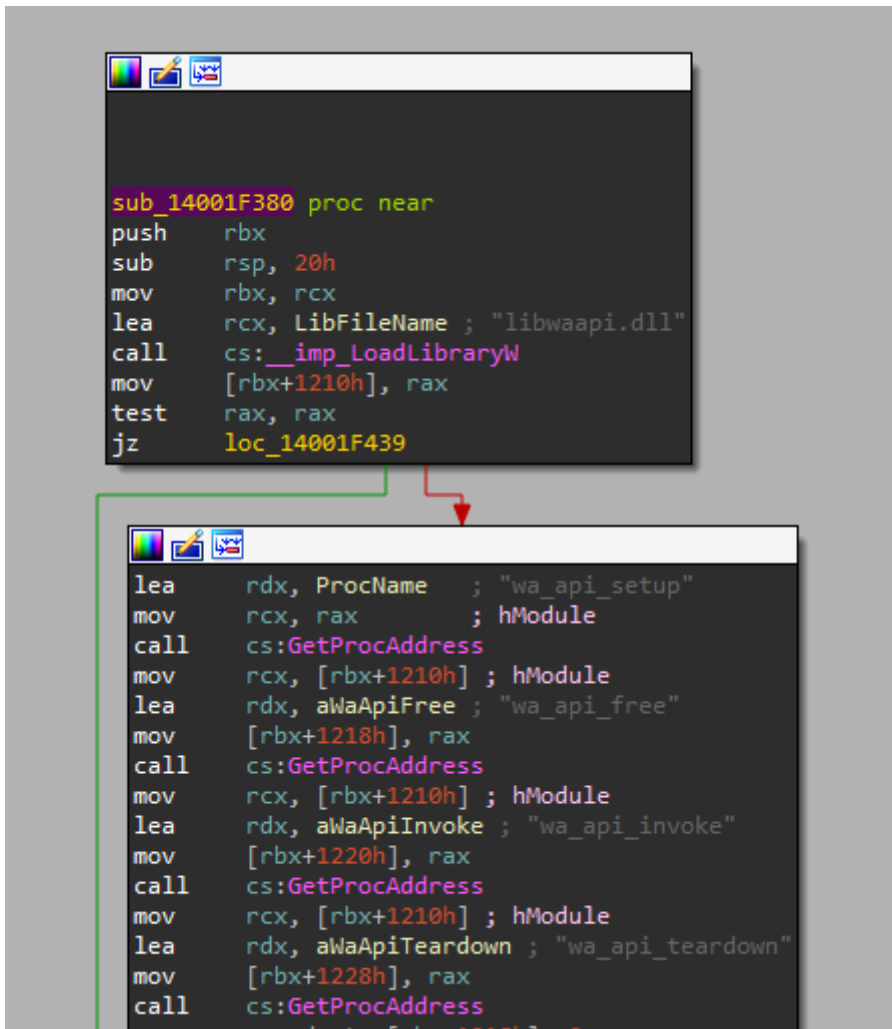 sub_14001F380 proc near
push rbx
sub rsp, 20h
mov rbx, rcx
lea rcx, LibFileName ; "libwaapi.dll"
call cs:__imp_LoadLibraryW
mov [rbx+1210h], rax
test rax, rax
jz loc_14001F439
lea rdx, ProcName ; "wa_api_setup"
mov rcx, rax ; hModule
call cs:GetProcAddress
mov rcx, [rbx+1210h] ; hModule
lea rdx, aWaApiFree ; "wa_api_free"
mov [rbx+1218h], rax
call cs:GetProcAddress
mov rcx, [rbx+1210h] ; hModule
lea rdx, aWaApiInvoke ; "wa_api_invoke"
mov [rbx+1220h], rax
call cs:GetProcAddress
mov rcx, [rbx+1210h] ; hModule
lea rdx, aWaApiTeardown ; "wa_api_teardown"
mov [rbx+1228h], rax
call cs:GetProcAddress